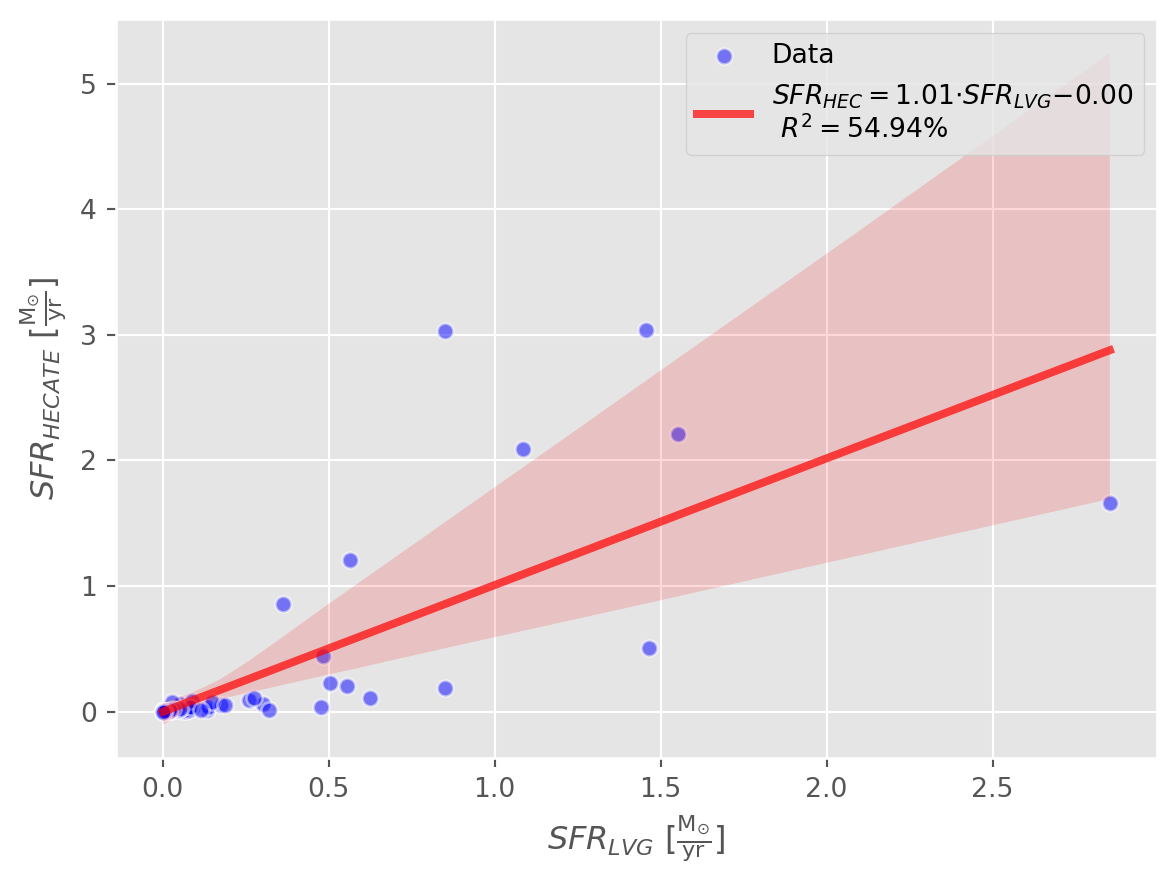 Data
SFR_HEC = 1.01·SFR_LVG−0.00
R² = 54.94%
5
4
3
2
1
0
SFR_HECATE [M⊙/yr]
0.0 0.5 1.0 1.5 2.0 2.5
SFR_LVG [M⊙/yr]